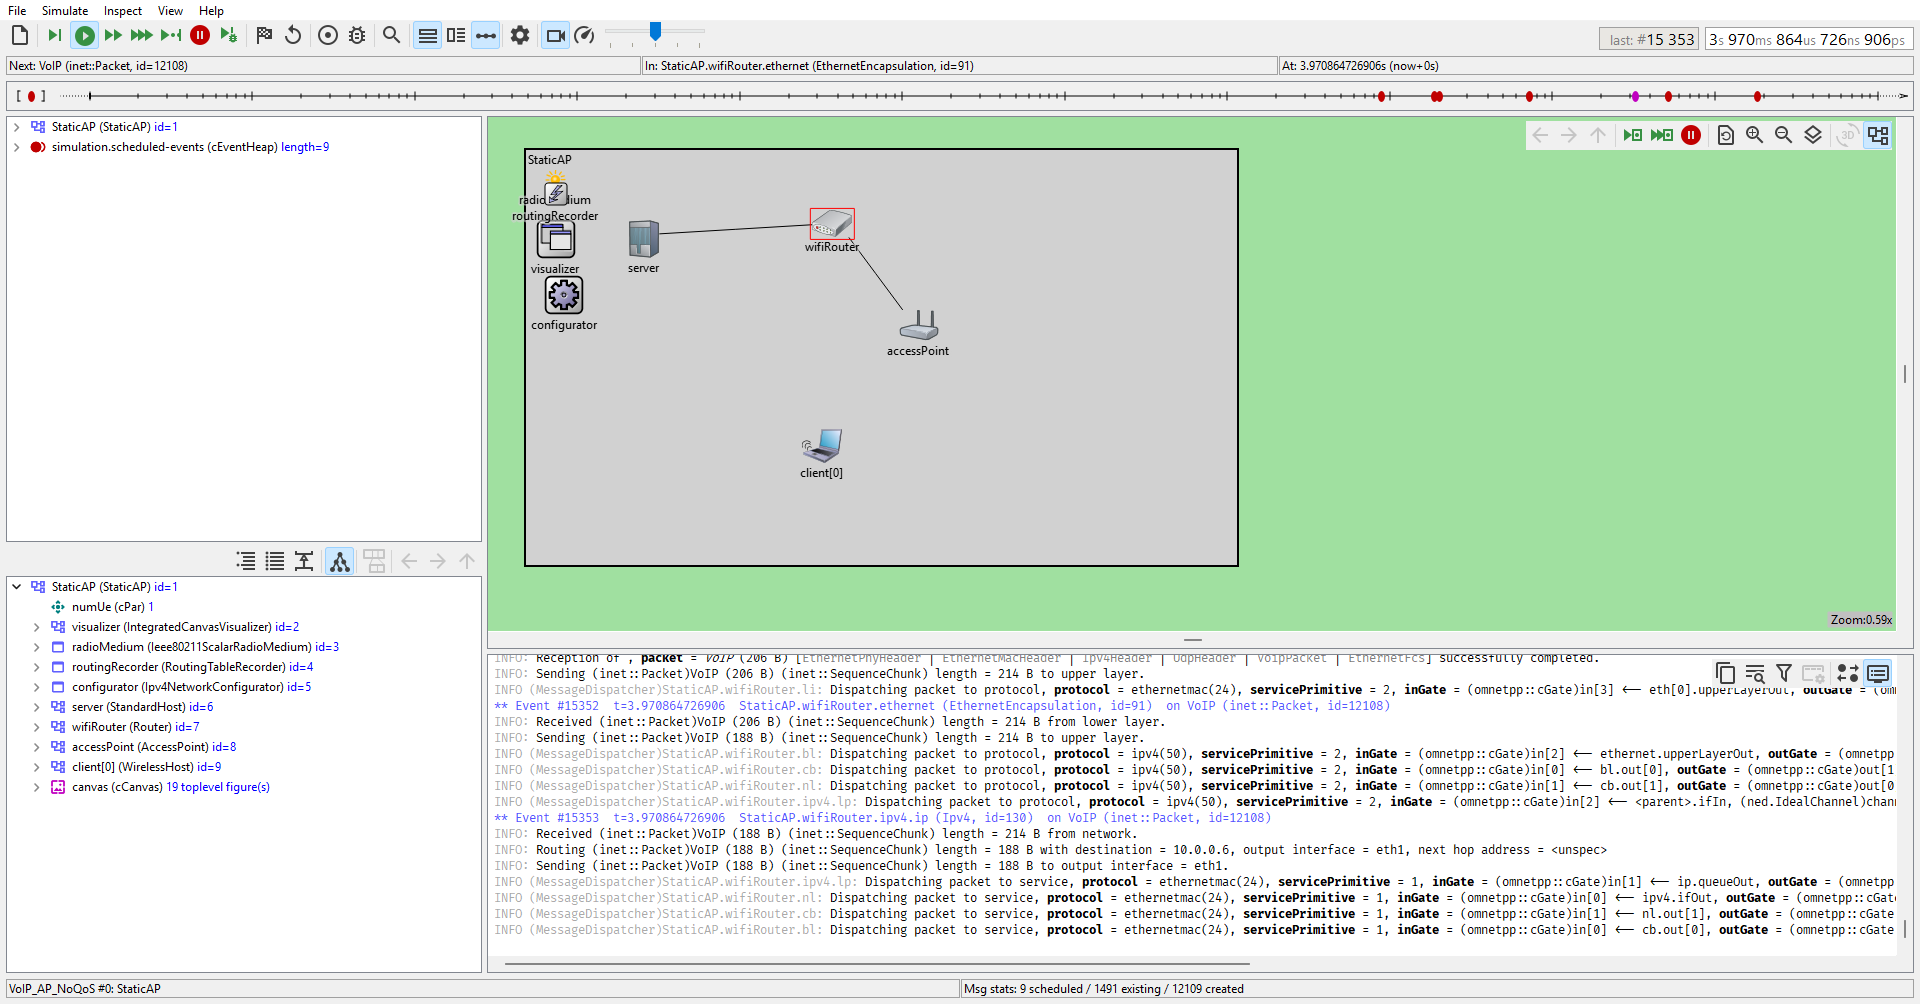 File Simulate Inspect View Help
last: #15 353 3s 970ms 864us 726ns 906ps
Next: VoIP (inet::Packet, id=12108) In: StaticAP.wifiRouter.ethernet (EthernetEncapsulation, id=91) At: 3.970864726906s (now+0s)
StaticAP (StaticAP) id=1
simulation.scheduled-events (cEventHeap) length=9
3D
StaticAP
routingRecorder
wifiRouter
server
visualizer
configurator
accessPoint
client[0]
Zoom:0.59x
StaticAP (StaticAP) id=1
numUe (cPar) 1
visualizer (IntegratedCanvasVisualizer) id=2
radioMedium (Ieee80211ScalarRadioMedium) id=3
routingRecorder (RoutingTableRecorder) id=4
configurator (Ipv4NetworkConfigurator) id=5
server (StandardHost) id=6
wifiRouter (Router) id=7
accessPoint (AccessPoint) id=8
client[0] (WirelessHost) id=9
canvas (cCanvas) 19 toplevel figure(s)
INFO: Reception of , packet = VoIP (206 B) [EthernetPhyHeader | EthernetMacHeader | Ipv4Header | UdpHeader | VoipPacket | EthernetFcs] successfully completed.
INFO: Sending (inet::Packet)VoIP (206 B) (inet::SequenceChunk) length = 214 B to upper layer.
INFO (MessageDispatcher)StaticAP.wifiRouter.li: Dispatching packet to protocol, protocol = ethernetmac(24), servicePrimitive = 2, inGate = (omnetpp::cGate)in[3] <-- eth[0].upperLayerOut, outGate = (omn
** Event #15352 t=3.970864726906 StaticAP.wifiRouter.ethernet (EthernetEncapsulation, id=91) on VoIP (inet::Packet, id=12108)
INFO: Received (inet::Packet)VoIP (206 B) (inet::SequenceChunk) length = 214 B from lower layer.
INFO: Sending (inet::Packet)VoIP (188 B) (inet::SequenceChunk) length = 214 B to upper layer.
INFO (MessageDispatcher)StaticAP.wifiRouter.bl: Dispatching packet to protocol, protocol = ipv4(50), servicePrimitive = 2, inGate = (omnetpp::cGate)in[2] <-- ethernet.upperLayerOut, outGate = (omnetpp
INFO (MessageDispatcher)StaticAP.wifiRouter.cb: Dispatching packet to protocol, protocol = ipv4(50), servicePrimitive = 2, inGate = (omnetpp::cGate)in[0] <-- bl.out[0], outGate = (omnetpp::cGate)out[1
INFO (MessageDispatcher)StaticAP.wifiRouter.nl: Dispatching packet to protocol, protocol = ipv4(50), servicePrimitive = 2, inGate = (omnetpp::cGate)in[1] <-- cb.out[1], outGate = (omnetpp::cGate)out[0
INFO (MessageDispatcher)StaticAP.wifiRouter.ipv4.lp: Dispatching packet to protocol, protocol = ipv4(50), servicePrimitive = 2, inGate = (omnetpp::cGate)in[2] <-- <parent>.ifIn, (ned.IdealChannel)chan
** Event #15353 t=3.970864726906 StaticAP.wifiRouter.ipv4.ip (Ipv4, id=130) on VoIP (inet::Packet, id=12108)
INFO: Received (inet::Packet)VoIP (188 B) (inet::SequenceChunk) length = 214 B from network.
INFO: Routing (inet::Packet)VoIP (188 B) (inet::SequenceChunk) length = 188 B with destination = 10.0.0.6, output interface = eth1, next hop address = <unspec>
INFO: Sending (inet::Packet)VoIP (188 B) (inet::SequenceChunk) length = 188 B to output interface = eth1.
INFO (MessageDispatcher)StaticAP.wifiRouter.ipv4.lp: Dispatching packet to service, protocol = ethernetmac(24), servicePrimitive = 1, inGate = (omnetpp::cGate)in[1] <-- ip.queueOut, outGate = (omnetpp
INFO (MessageDispatcher)StaticAP.wifiRouter.nl: Dispatching packet to service, protocol = ethernetmac(24), servicePrimitive = 1, inGate = (omnetpp::cGate)in[0] <-- ipv4.ifOut, outGate = (omnetpp::cGat
INFO (MessageDispatcher)StaticAP.wifiRouter.cb: Dispatching packet to service, protocol = ethernetmac(24), servicePrimitive = 1, inGate = (omnetpp::cGate)in[1] <-- nl.out[1], outGate = (omnetpp::cGate
INFO (MessageDispatcher)StaticAP.wifiRouter.bl: Dispatching packet to service, protocol = ethernetmac(24), servicePrimitive = 1, inGate = (omnetpp::cGate)in[0] <-- cb.out[0], outGate = (omnetpp::cGate
VoIP_AP_NoQoS #0: StaticAP Msg stats: 9 scheduled / 1491 existing / 12109 created